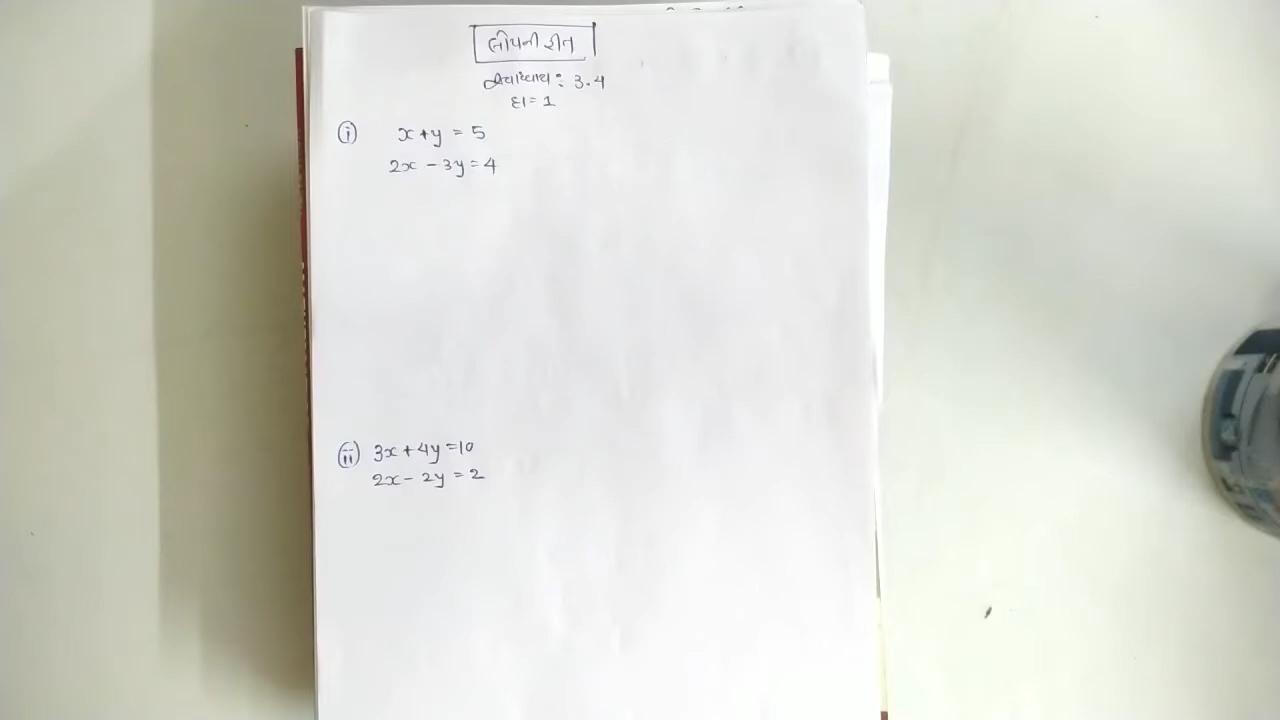 લોપની રીત
સ્વાધ્યાય : 3.4
દા = 1
(i) x + y = 5
2x - 3y = 4
(ii) 3x + 4y = 10
2x - 2y = 2